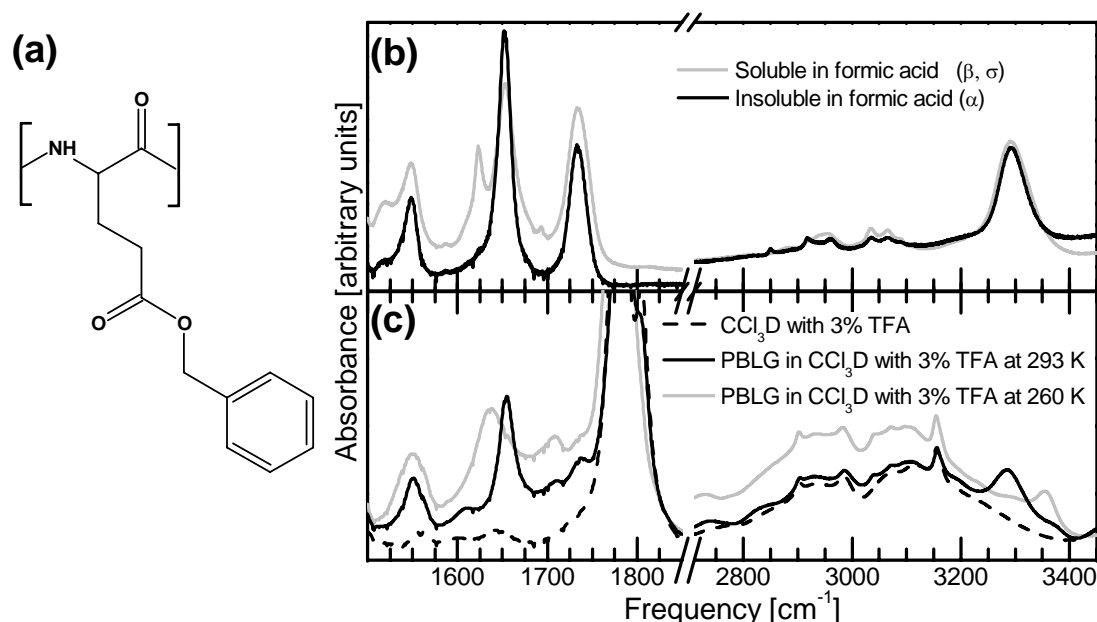 (a)
O
NH
O
O
(b)
Soluble in formic acid (β, σ)
Insoluble in formic acid (α)
(c)
CCl₃D with 3% TFA
PBLG in CCl₃D with 3% TFA at 293 K
PBLG in CCl₃D with 3% TFA at 260 K
Absorbance [arbitrary units]
1600 1700 1800 2800 3000 3200 3400
Frequency [cm⁻¹]